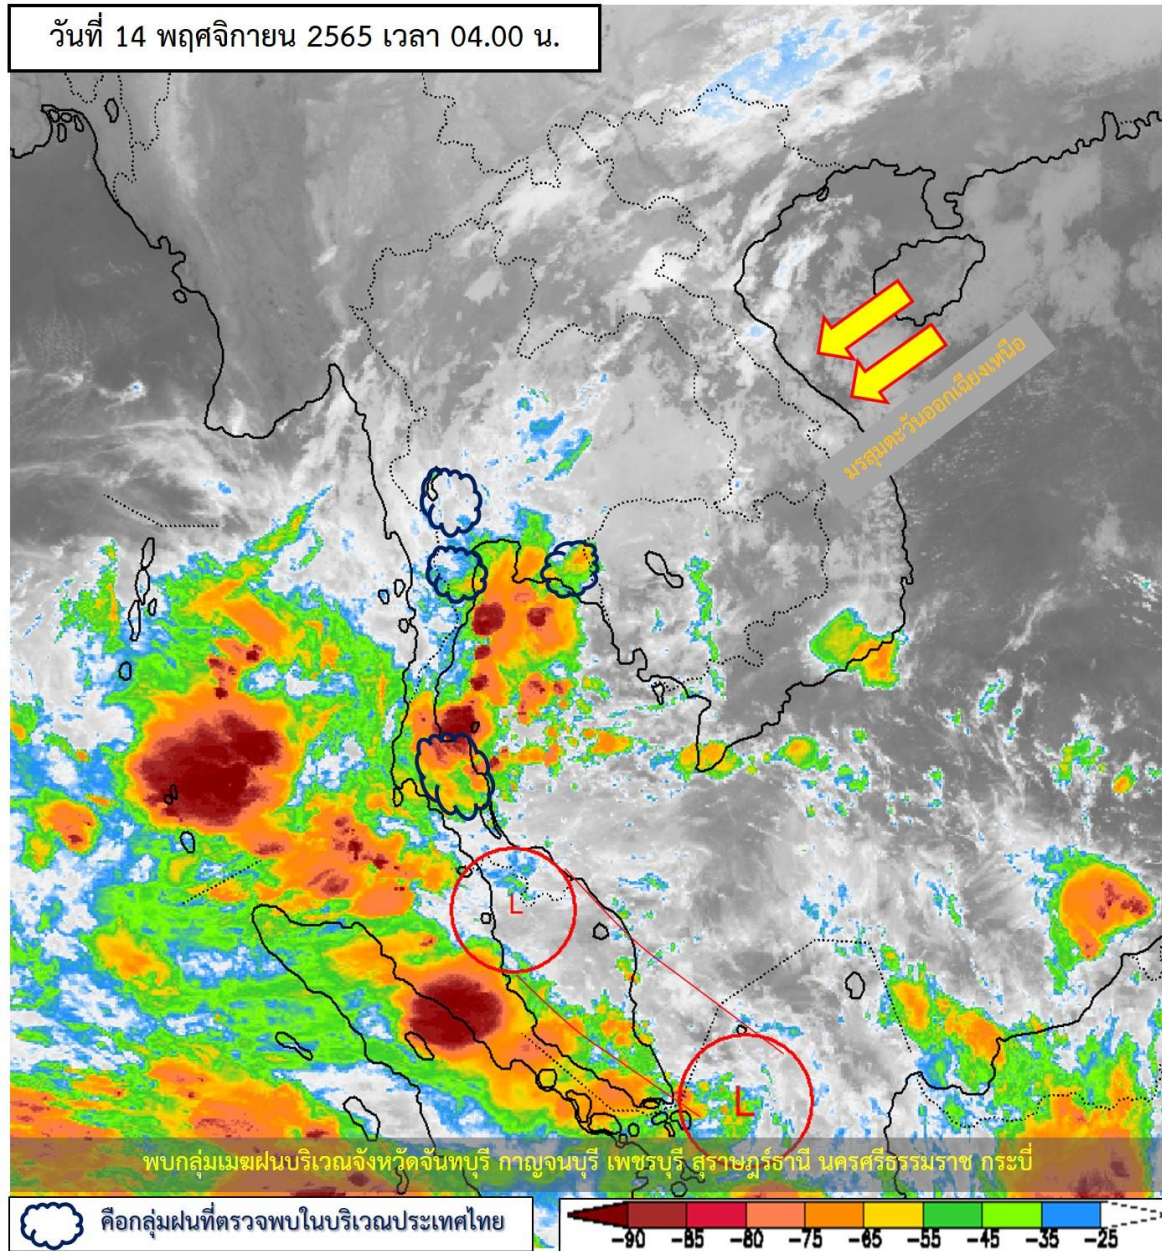 วันที่ 14 พฤศจิกายน 2565 เวลา 04.00 น.
มรสุมตะวันออกเฉียงเหนือ
L
L
พบกลุ่มเมฆฝนบริเวณจังหวัดจันทบุรี กาญจนบุรี เพชรบุรี สุราษฎร์ธานี นครศรีธรรมราช กระบี่
คือกลุ่มฝนที่ตรวจพบในบริเวณประเทศไทย
-90 -85 -80 -75 -65 -55 -45 -35 -25